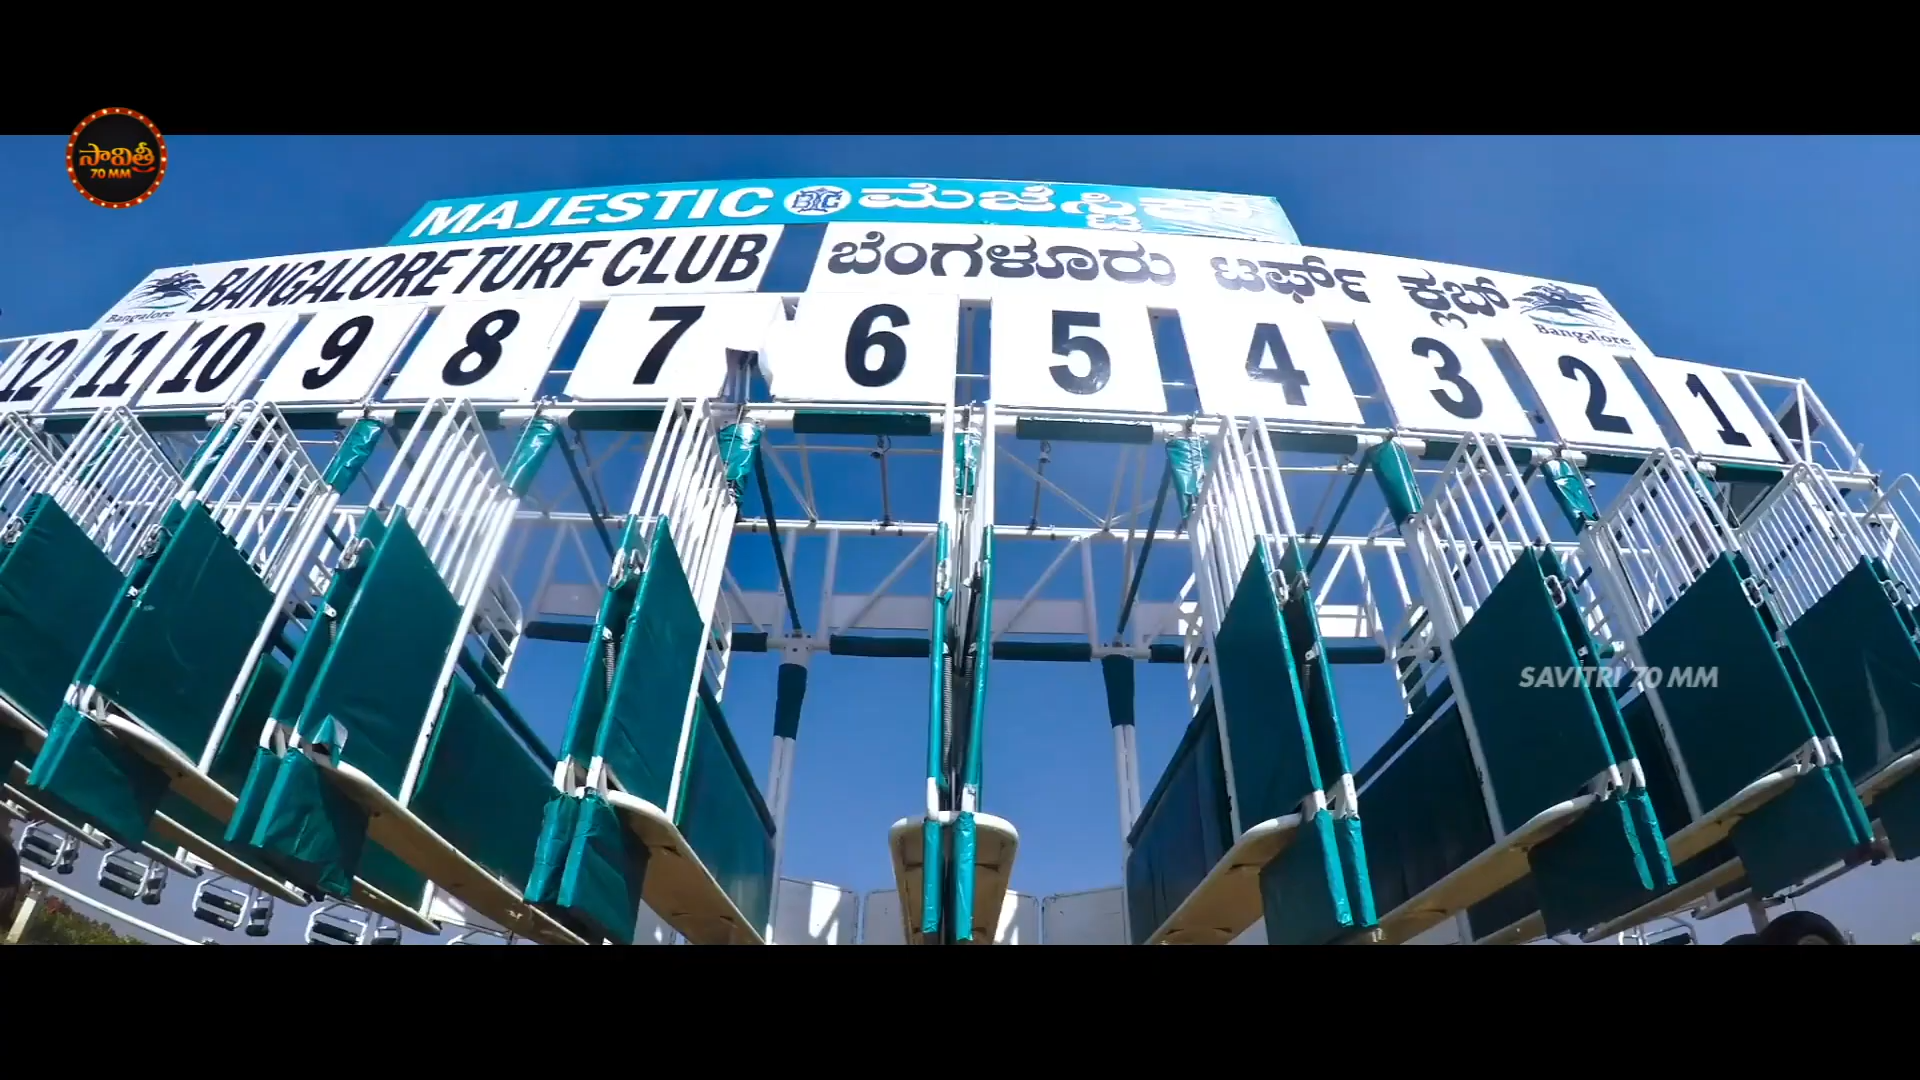 సావిత్రి
70 MM
MAJESTIC BTC ಮೆಜೆಸ್ಟಿಕ್
BANGALORE TURF CLUB ಬೆಂಗಳೂರು ಟರ್ಫ್ ಕ್ಲಬ್
Bangalore Bangalore
12 11 10 9 8 7 6 5 4 3 2 1
SAVITRI 70 MM